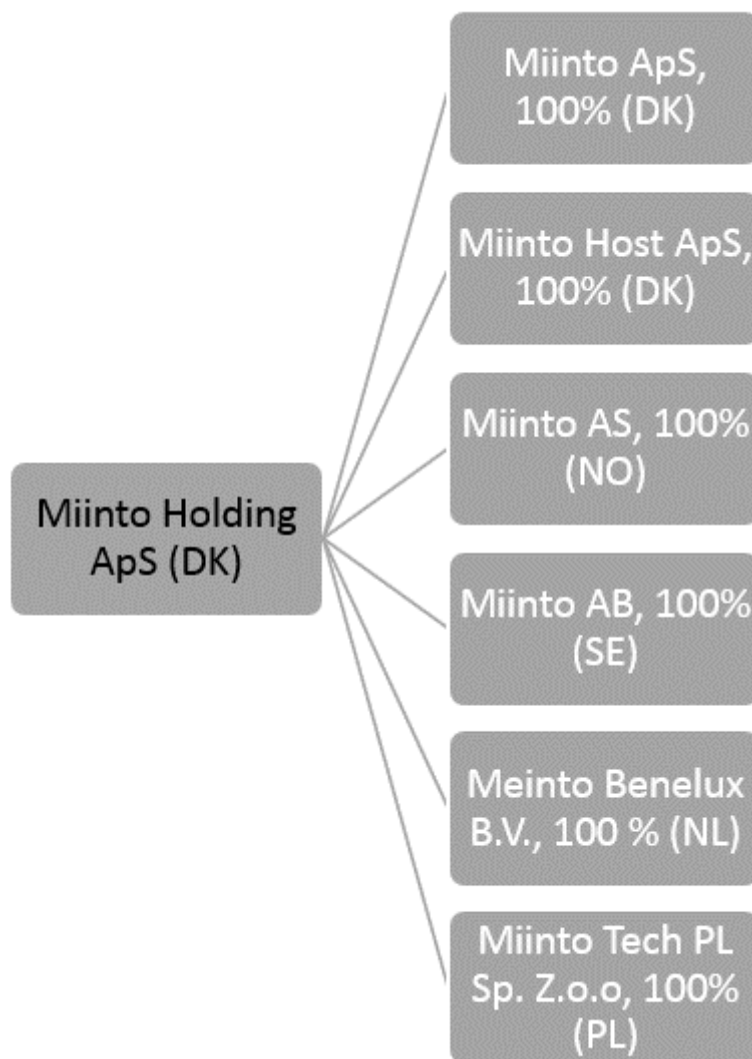 Miinto ApS,
100% (DK)
Miinto Host ApS,
100% (DK)
Miinto AS, 100%
(NO)
Miinto Holding
ApS (DK)
Miinto AB, 100%
(SE)
Meinto Benelux
B.V., 100 % (NL)
Miinto Tech PL
Sp. Z.o.o, 100%
(PL)